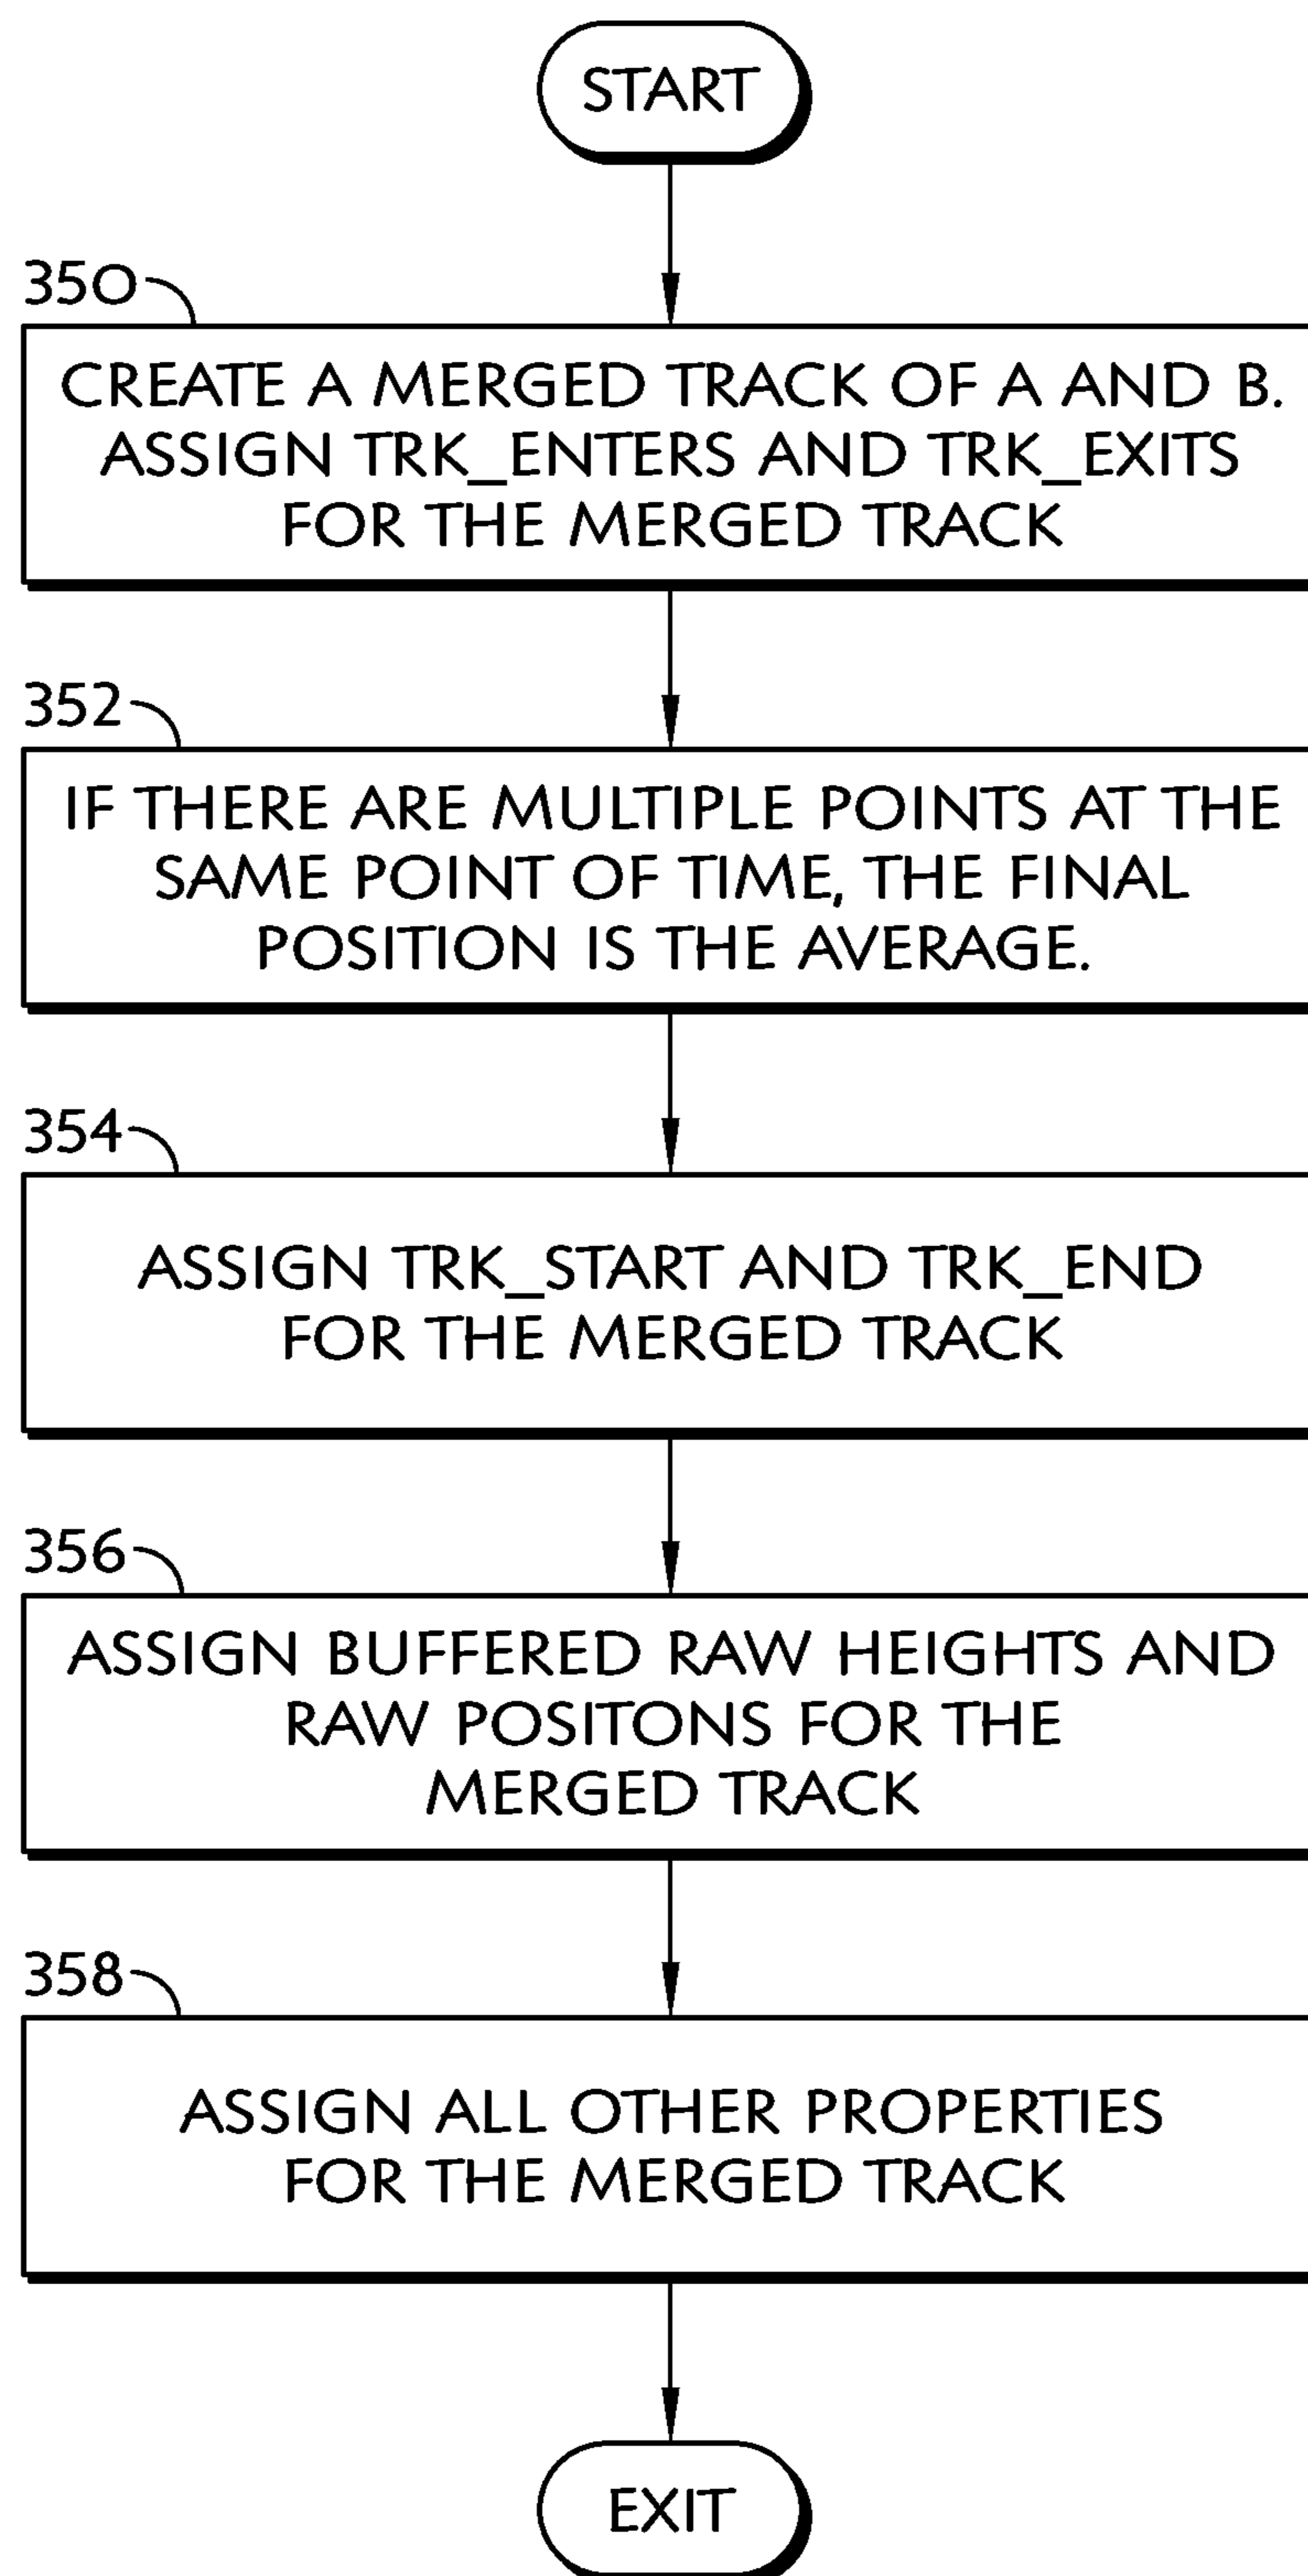 START
350
CREATE A MERGED TRACK OF A AND B.
ASSIGN TRK_ENTERS AND TRK_EXITS
FOR THE MERGED TRACK
352
IF THERE ARE MULTIPLE POINTS AT THE
SAME POINT OF TIME, THE FINAL
POSITION IS THE AVERAGE.
354
ASSIGN TRK_START AND TRK_END
FOR THE MERGED TRACK
356
ASSIGN BUFFERED RAW HEIGHTS AND
RAW POSITONS FOR THE
MERGED TRACK
358
ASSIGN ALL OTHER PROPERTIES
FOR THE MERGED TRACK
EXIT